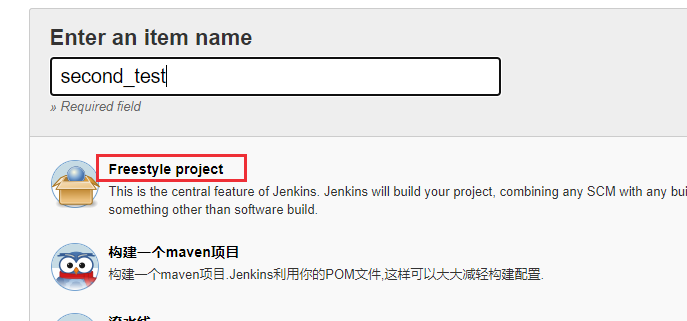 Enter an item name
second_test
» Required field
Freestyle project
This is the central feature of Jenkins. Jenkins will build your project, combining any SCM with any
something other than software build.
构建一个maven项目
构建一个maven项目.Jenkins利用你的POM文件,这样可以大大减轻构建配置.
流水线